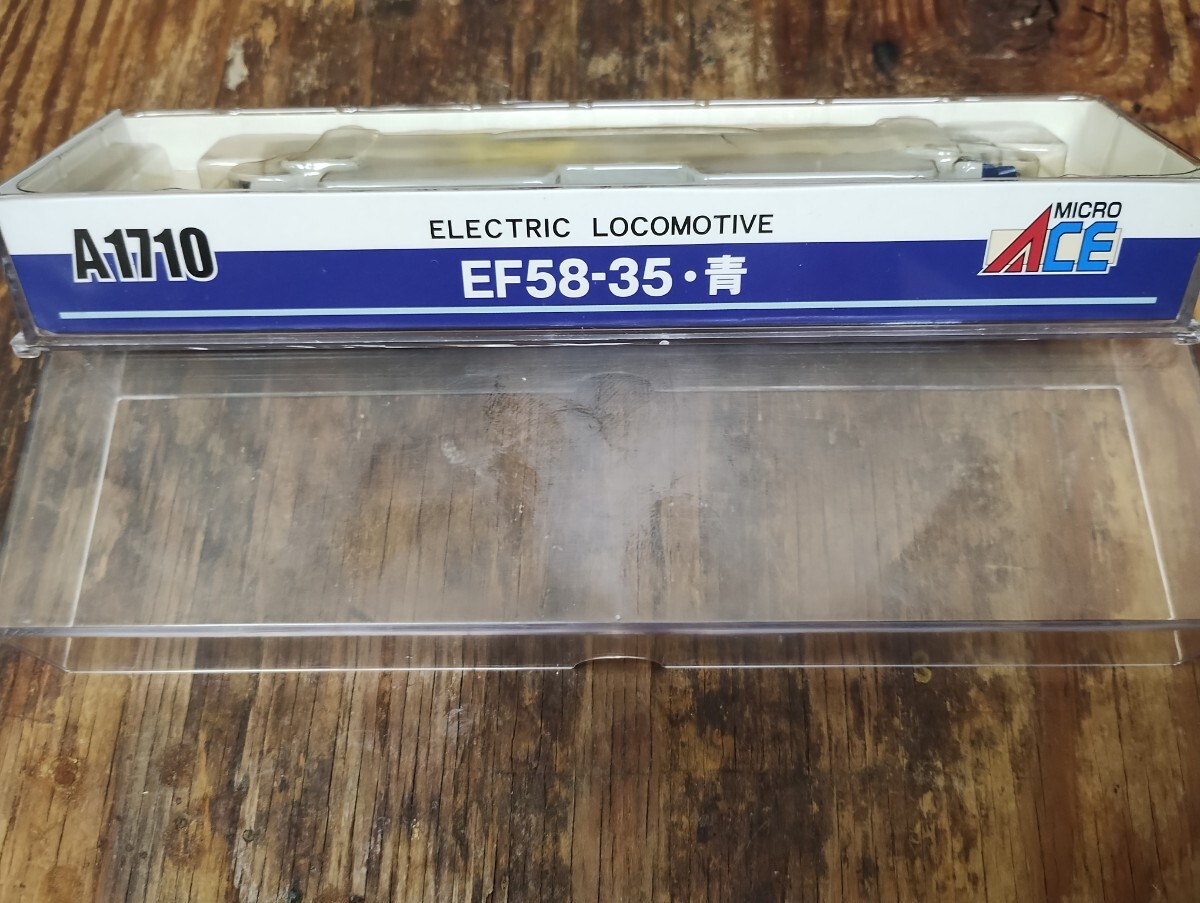 A1710
ELECTRIC LOCOMOTIVE
EF58-35・青
MICRO
ACE